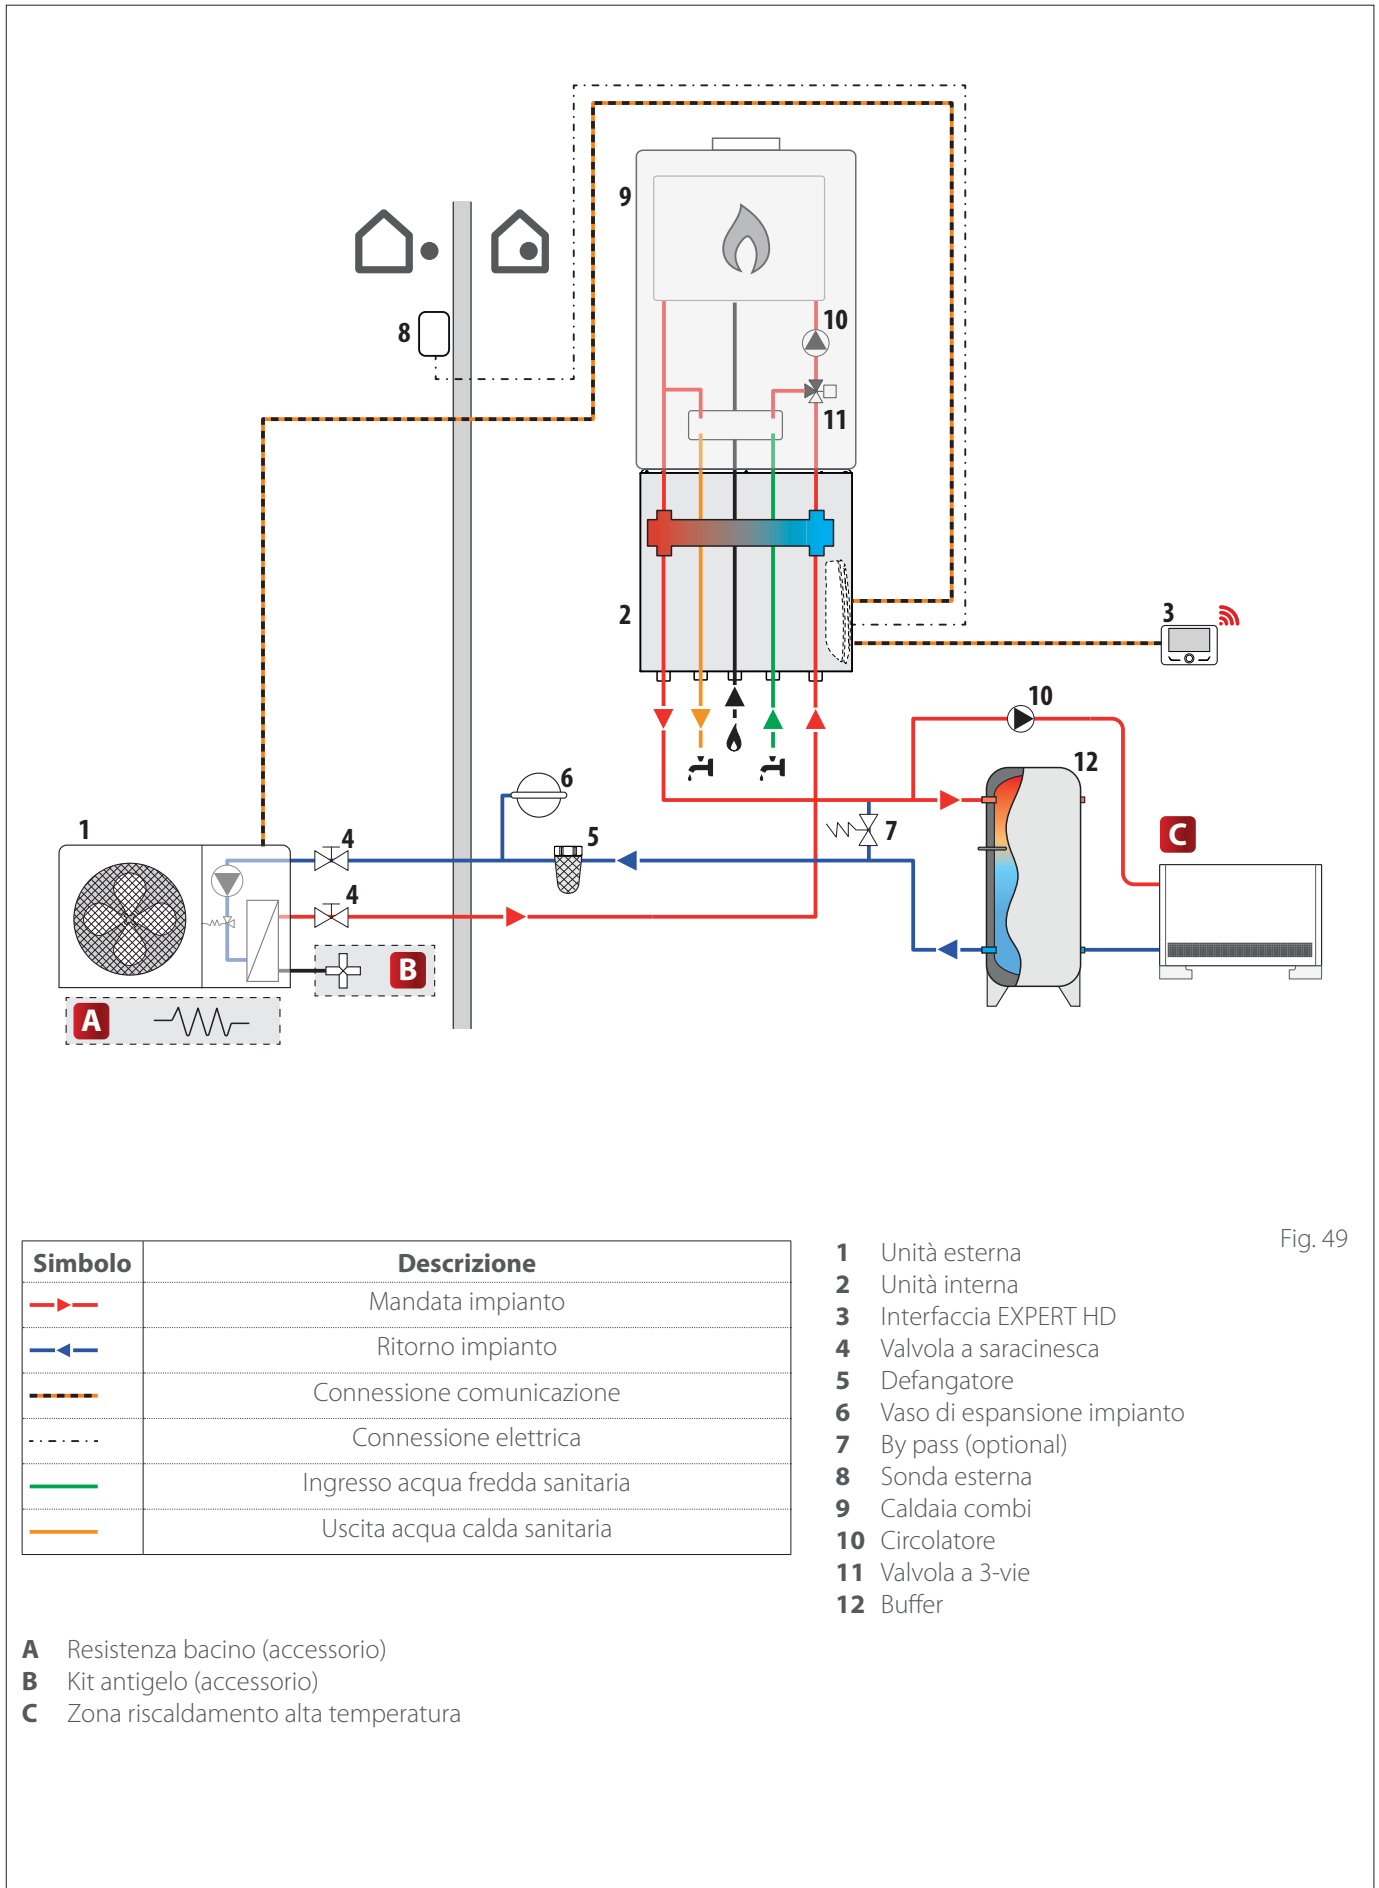 9
8
10
11
2
3
10
12
6
7
5
1
4
4
C
B
A
Fig. 49
Simbolo Descrizione
Mandata impianto
Ritorno impianto
Connessione comunicazione
Connessione elettrica
Ingresso acqua fredda sanitaria
Uscita acqua calda sanitaria
1 Unità esterna
2 Unità interna
3 Interfaccia EXPERT HD
4 Valvola a saracinesca
5 Defangatore
6 Vaso di espansione impianto
7 By pass (optional)
8 Sonda esterna
9 Caldaia combi
10 Circolatore
11 Valvola a 3-vie
12 Buffer
A Resistenza bacino (accessorio)
B Kit antigelo (accessorio)
C Zona riscaldamento alta temperatura